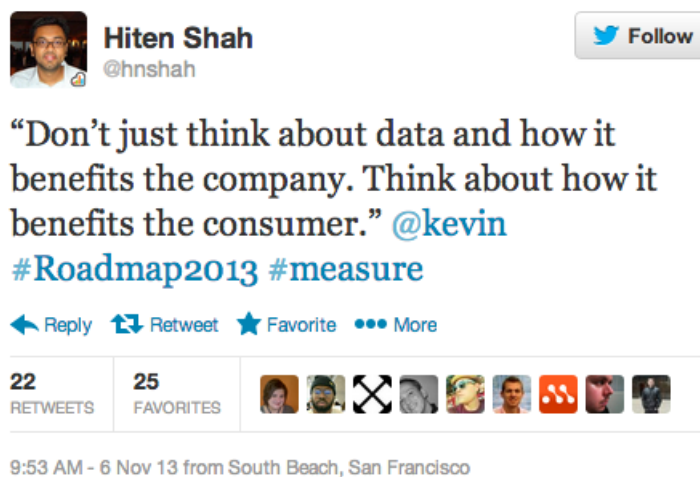 Hiten Shah
@hnshah
Follow
“Don’t just think about data and how it
benefits the company. Think about how it
benefits the consumer.” @kevin
#Roadmap2013 #measure
Reply Retweet Favorite More
22 25
RETWEETS FAVORITES
9:53 AM - 6 Nov 13 from South Beach, San Francisco